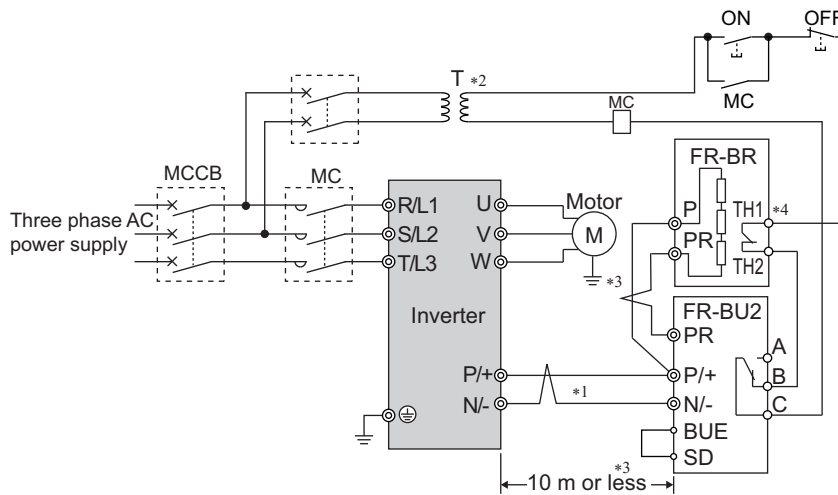 ON
OFF
T *2
MC
MC
MCCB
MC
FR-BR
Three phase AC
power supply
R/L1
S/L2
T/L3
U
V
W
Motor
M
P
PR
TH1
*4
TH2
*3
FR-BU2
Inverter
PR
A
P/+
P/+
B
*1
N/-
N/-
C
BUE
SD
*3
10 m or less